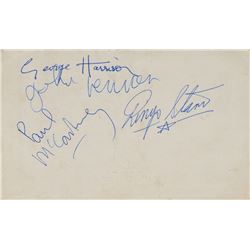 George Harrison
John Lennon
Paul
McCartney
Ringo Starr